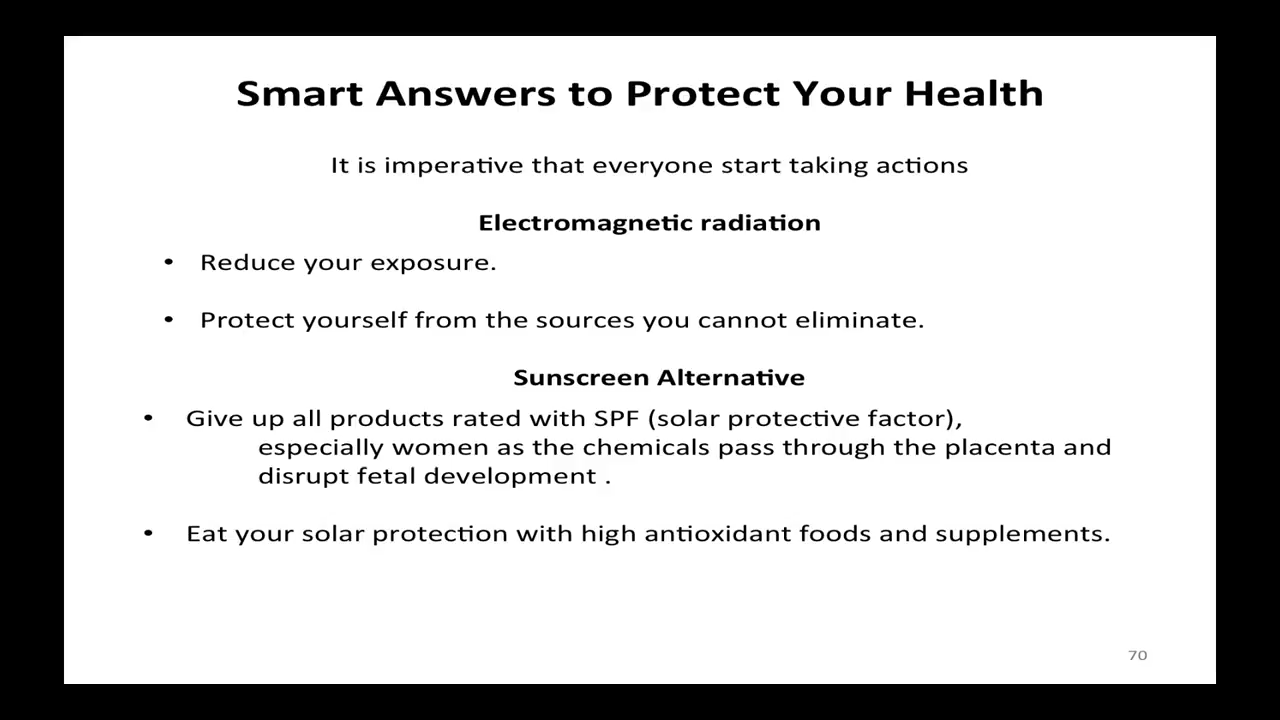 Smart Answers to Protect Your Health
It is imperative that everyone start taking actions
Electromagnetic radiation
• Reduce your exposure.
• Protect yourself from the sources you cannot eliminate.
Sunscreen Alternative
• Give up all products rated with SPF (solar protective factor),
especially women as the chemicals pass through the placenta and
disrupt fetal development .
• Eat your solar protection with high antioxidant foods and supplements.
70